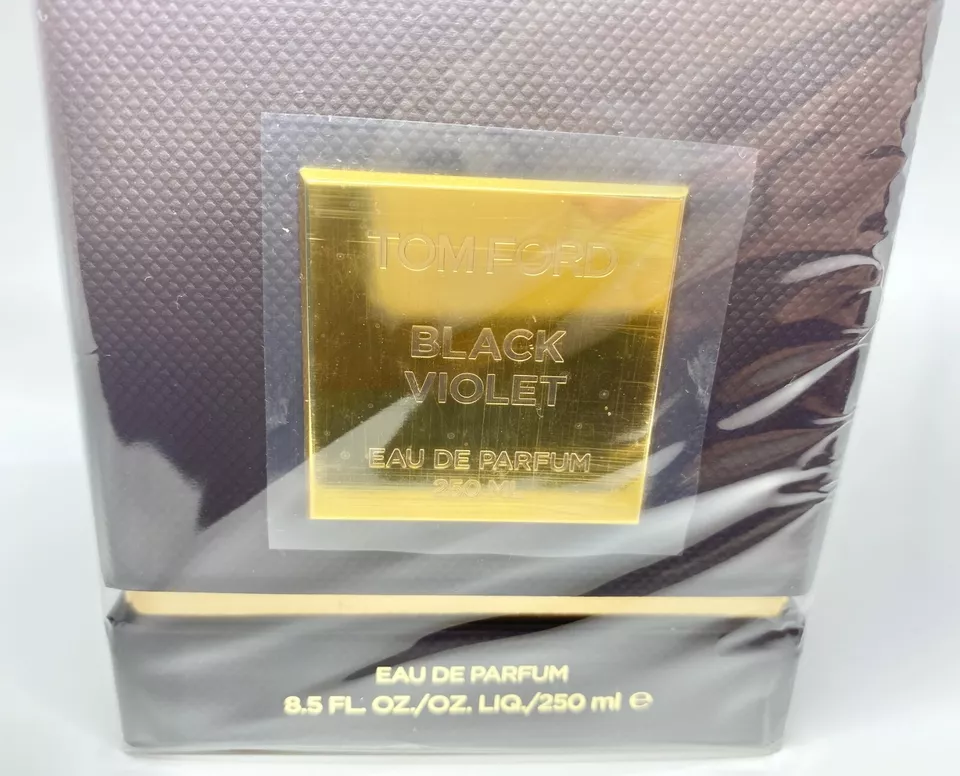 TOM FORD
BLACK
VIOLET
EAU DE PARFUM
250 ML
EAU DE PARFUM
8.5 FL. OZ./OZ. LIQ./250 ml ℮